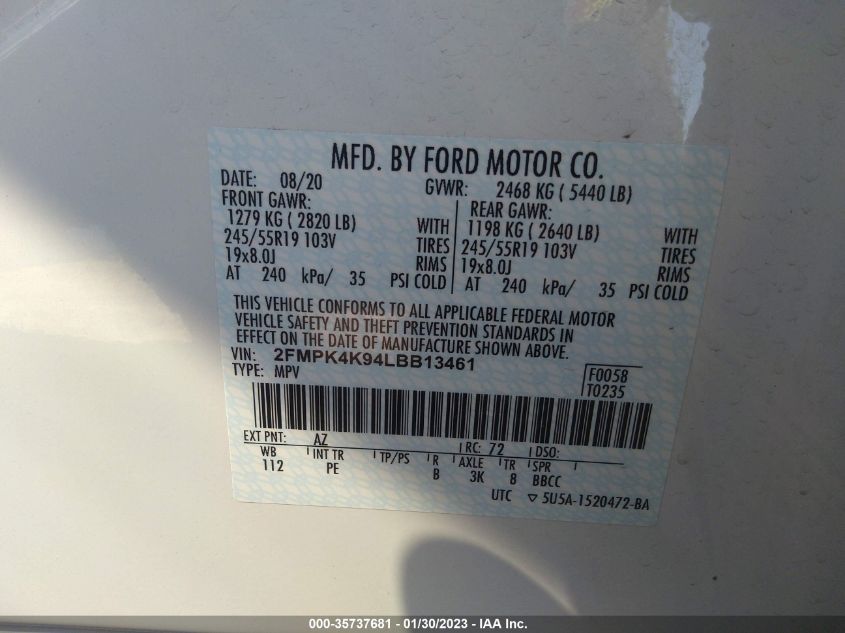 MFD. BY FORD MOTOR CO.
DATE: 08/20 GVWR: 2468 KG ( 5440 LB)
FRONT GAWR: REAR GAWR:
1279 KG ( 2820 LB) WITH 1198 KG ( 2640 LB) WITH
245/55R19 103V TIRES 245/55R19 103V TIRES
19x8.0J RIMS 19x8.0J RIMS
AT 240 kPa/ 35 PSI COLD AT 240 kPa/ 35 PSI COLD
THIS VEHICLE CONFORMS TO ALL APPLICABLE FEDERAL MOTOR
VEHICLE SAFETY AND THEFT PREVENTION STANDARDS IN
EFFECT ON THE DATE OF MANUFACTURE SHOWN ABOVE.
VIN: 2FMPK4K94LBB13461
TYPE: MPV F0058
T0235
EXT PNT: AZ RC: 72 DSO:
WB INT TR TP/PS R AXLE TR SPR
112 PE B 3K 8 BBCC
UTC ▽ 5U5A-1520472-BA
000-35737681 - 01/30/2023 - IAA Inc.